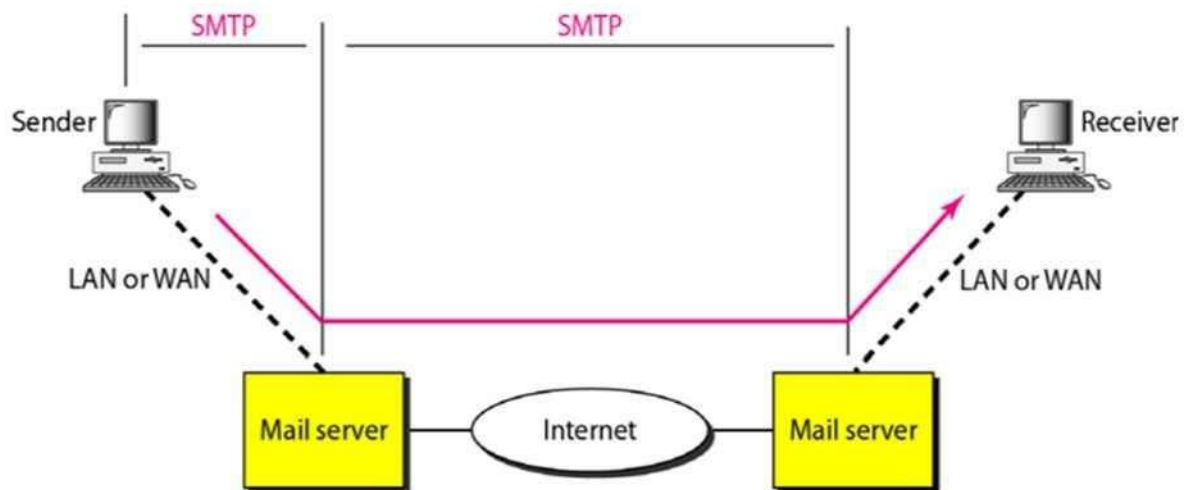 SMTP
SMTP
Sender
Receiver
LAN or WAN
LAN or WAN
Mail server
Internet
Mail server